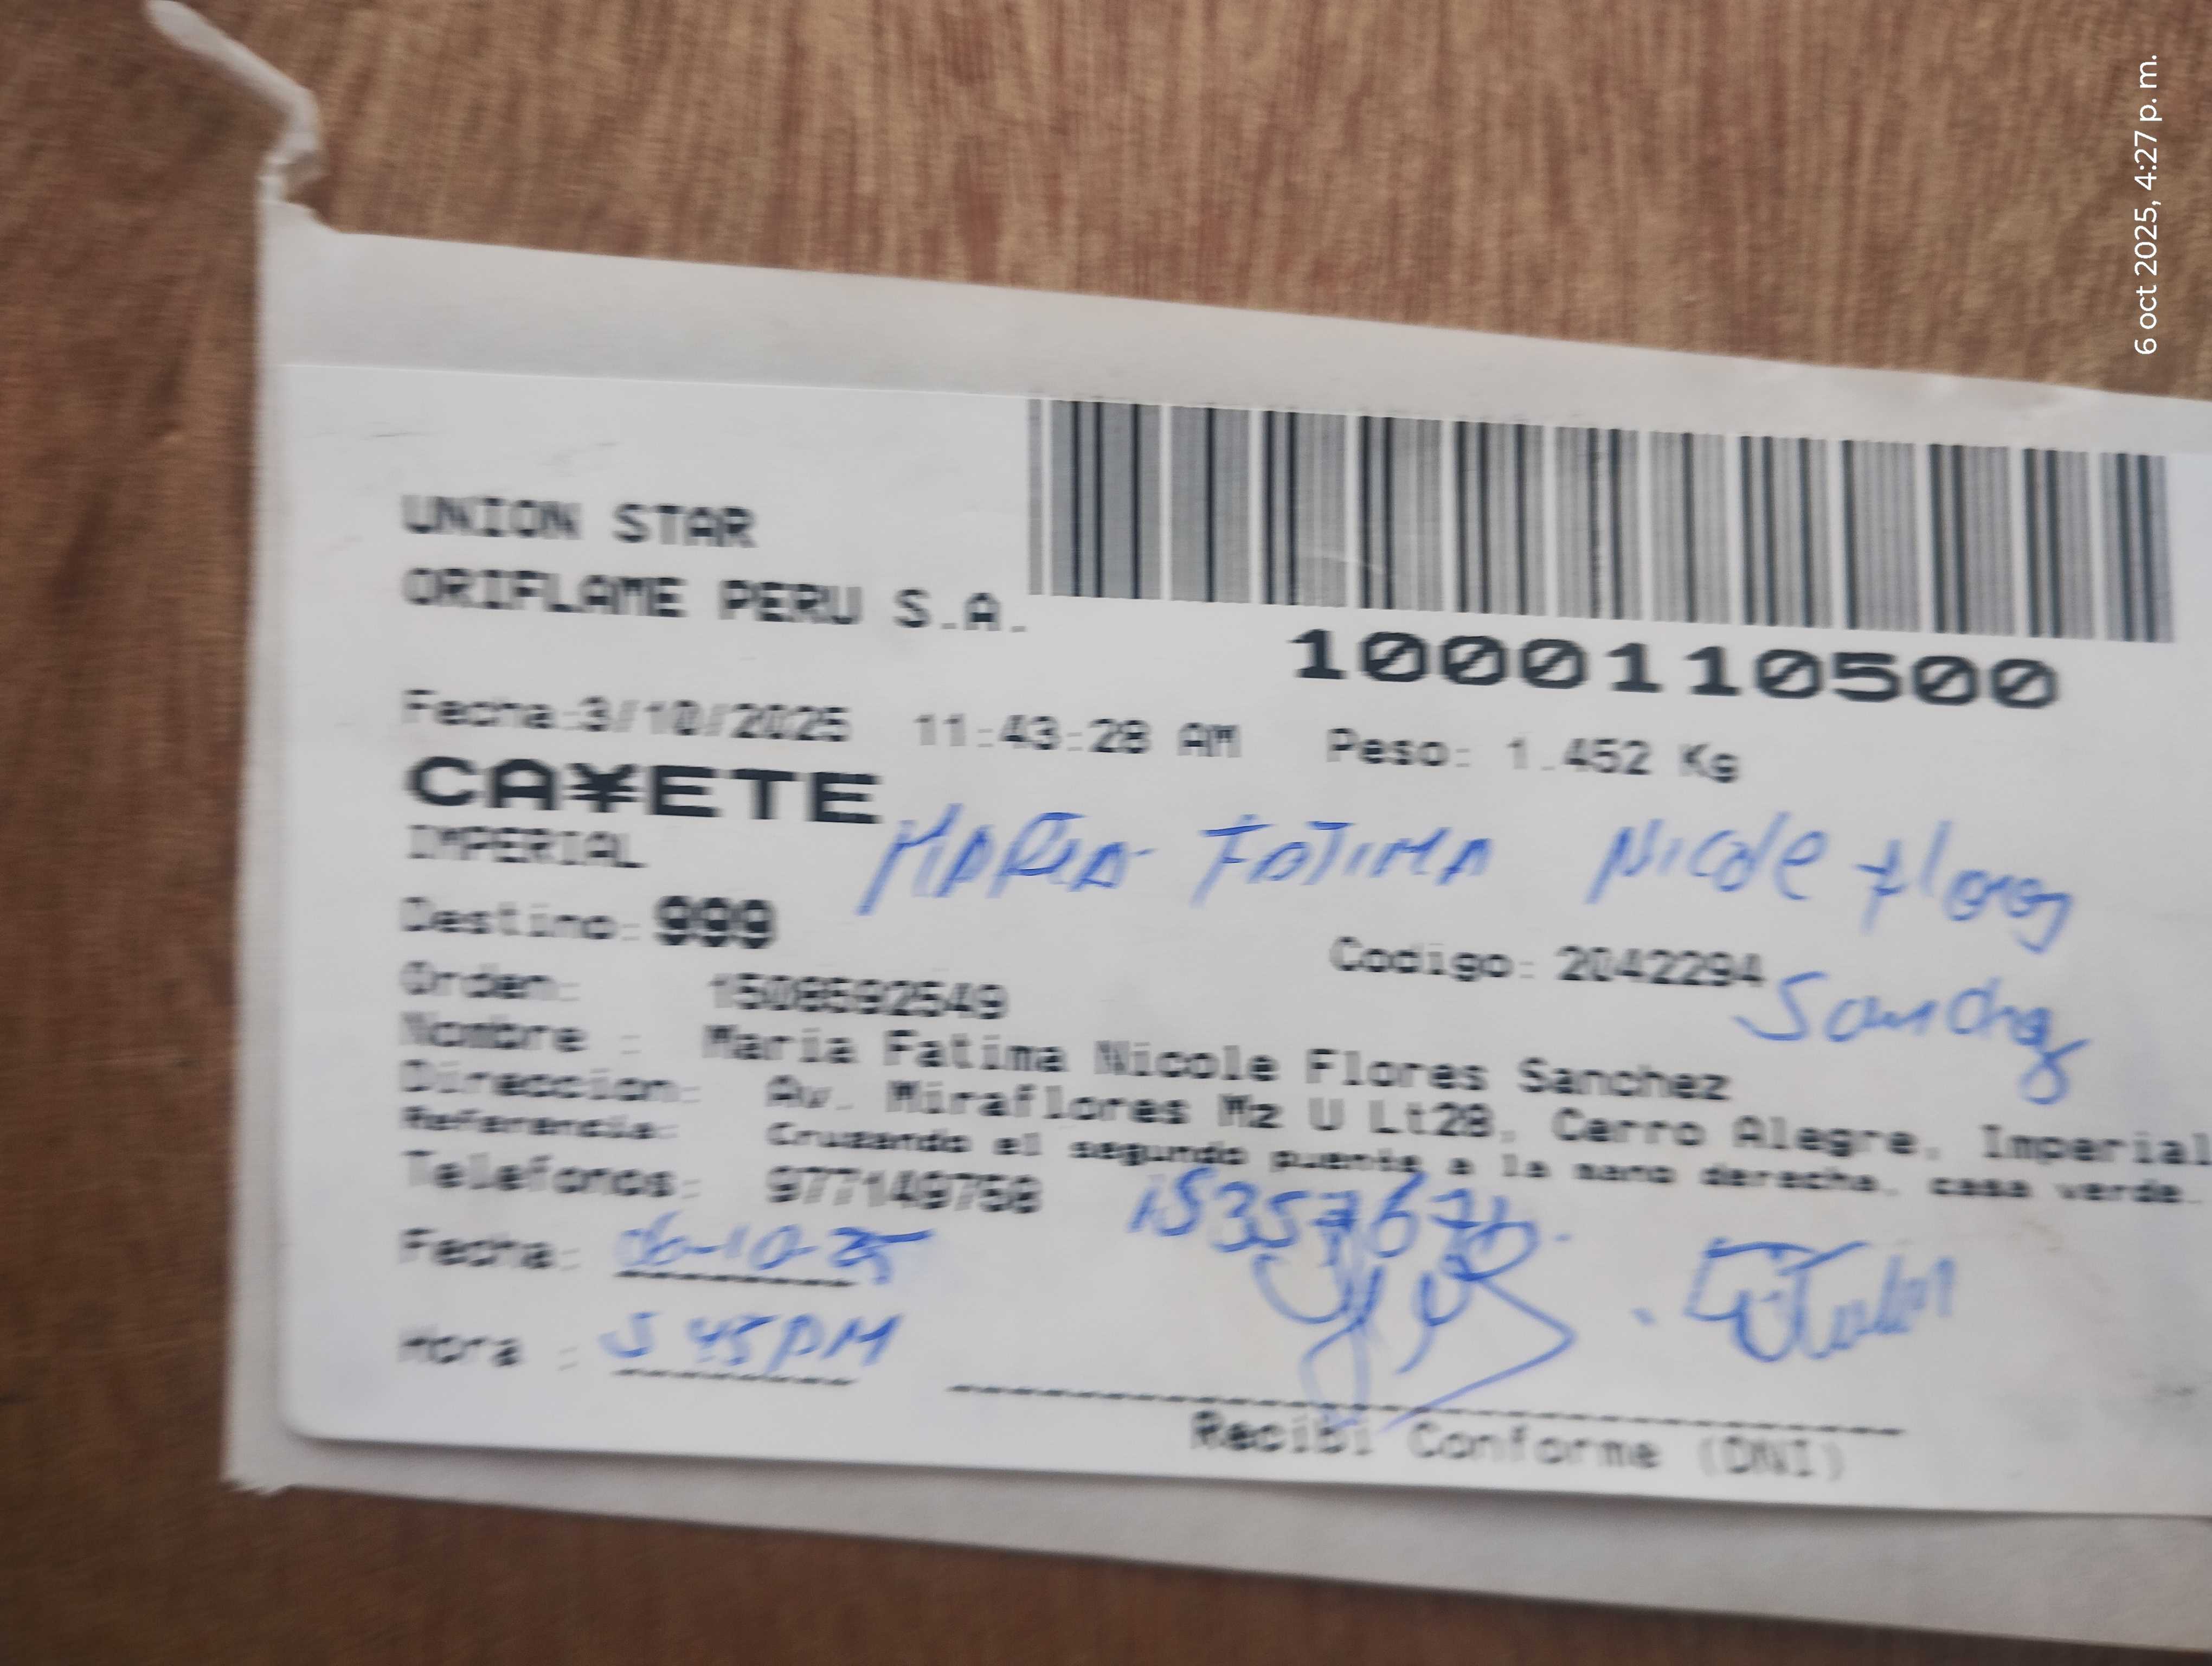 6 oct 2025, 4:27 p. m.
UNION STAR
ORIFLAME PERU S.A.
1000110500
Fecha:3/10/2025 11:43:28 AM Peso: 1.452 Kg
CA¥ETE
IMPERIAL
MARIA FATIMA Nicole flores
Sanchez
Destino: 999
Codigo: 2042294
Orden: 1508592549
Nombre : Maria Fatima Nicole Flores Sanchez
Direccion: Av. Miraflores Mz U Lt28, Cerro Alegre, Imperial
Referencia: Cruzando el segundo puente a la mano derecha, casa verde.
Telefonos: 977149758
Fecha: 06-10-25
Hora : 5 45 PM
Recibi Conforme (DNI)